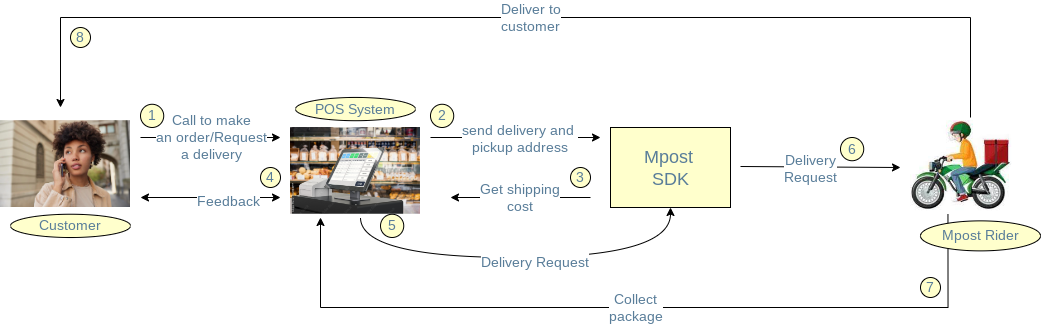 Deliver to
customer
8
1
Call to make
an order/Request
a delivery
POS System
2
send delivery and
pickup address
Mpost
SDK
6
Delivery
Request
4
Feedback
3
Get shipping
cost
Customer
5
Delivery Request
Mpost Rider
7
Collect
package